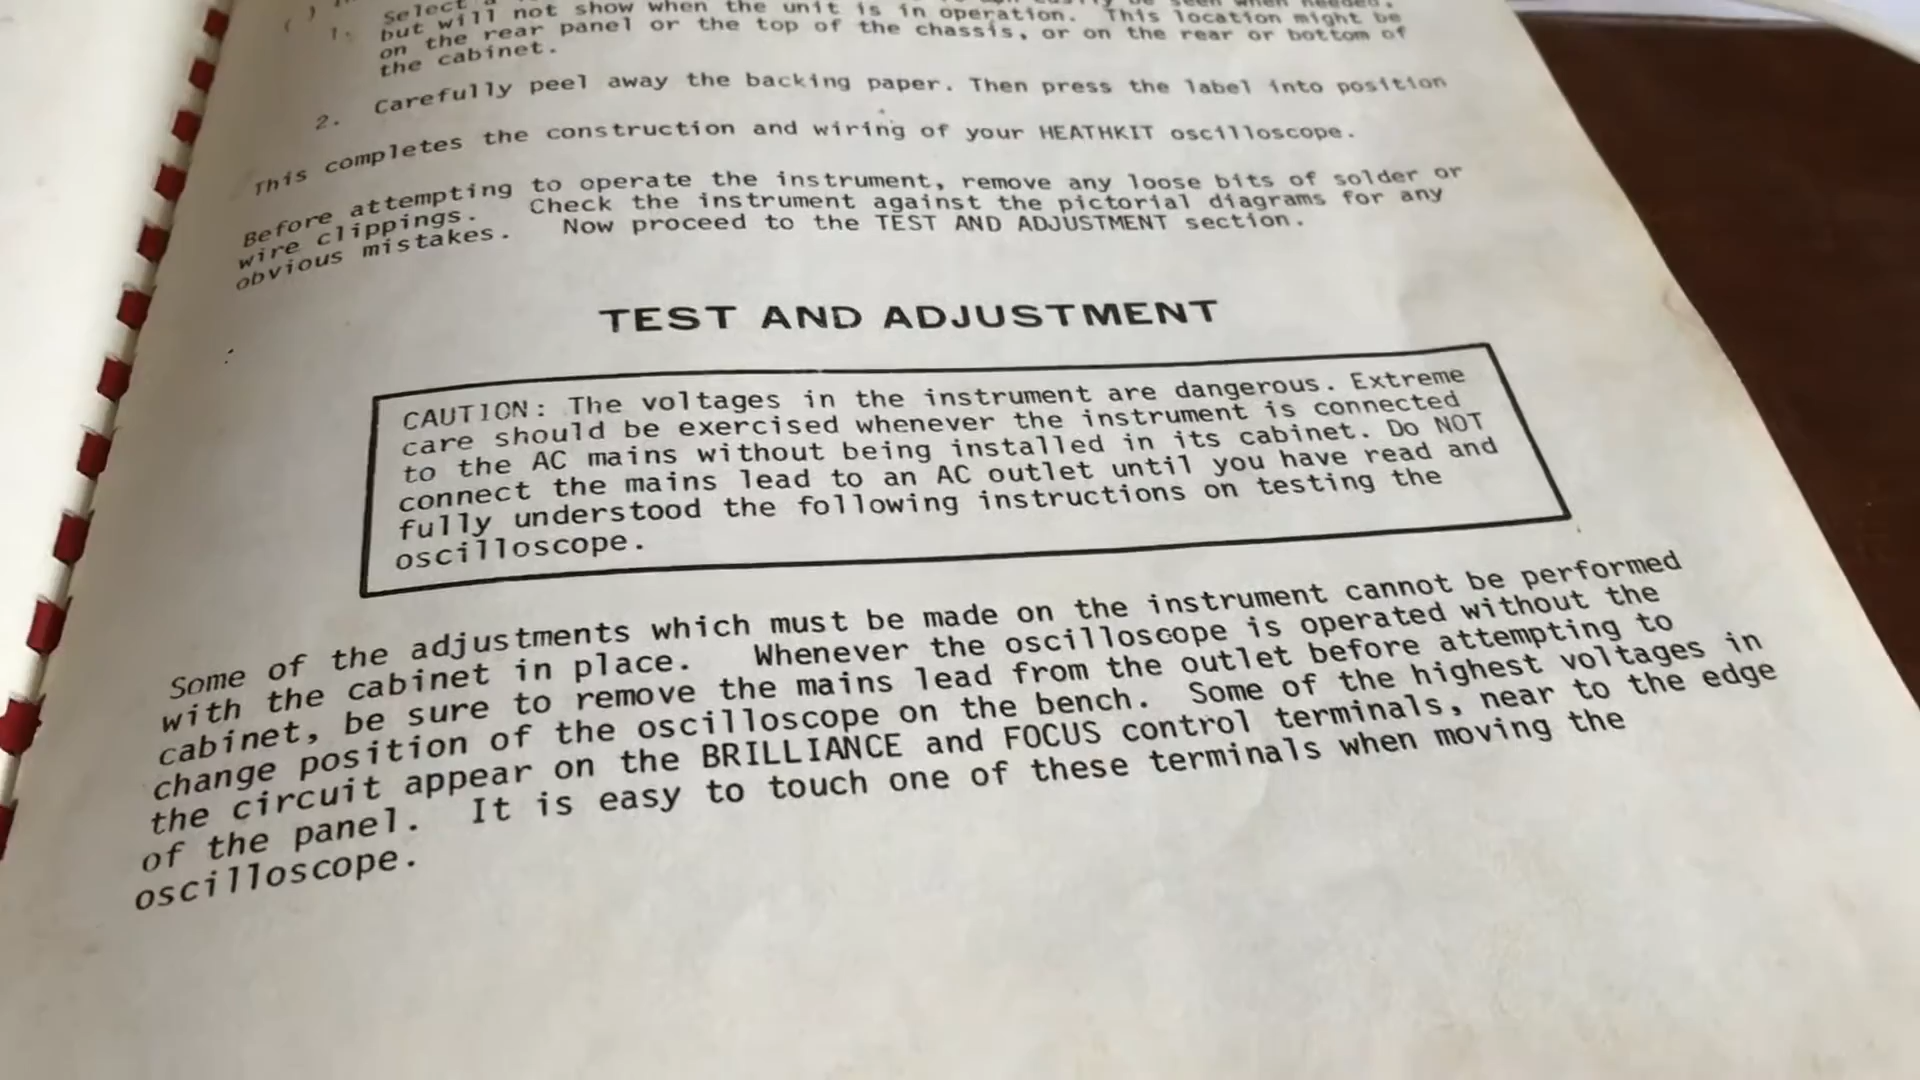 ( )
1. Select a
but will not show when the unit is in operation. This location might be
on the rear panel or the top of the chassis, or on the rear or bottom of
the cabinet.
2. Carefully peel away the backing paper. Then press the label into position
This completes the construction and wiring of your HEATHKIT oscilloscope.
Before attempting to operate the instrument, remove any loose bits of solder or
wire clippings. Check the instrument against the pictorial diagrams for any
obvious mistakes. Now proceed to the TEST AND ADJUSTMENT section.
TEST AND ADJUSTMENT
CAUTION: The voltages in the instrument are dangerous. Extreme
care should be exercised whenever the instrument is connected
to the AC mains without being installed in its cabinet. Do NOT
connect the mains lead to an AC outlet until you have read and
fully understood the following instructions on testing the
oscilloscope.
Some of the adjustments which must be made on the instrument cannot be performed
with the cabinet in place. Whenever the oscilloscope is operated without the
cabinet, be sure to remove the mains lead from the outlet before attempting to
change position of the oscilloscope on the bench. Some of the highest voltages in
the circuit appear on the BRILLIANCE and FOCUS control terminals, near to the edge
of the panel. It is easy to touch one of these terminals when moving the
oscilloscope.